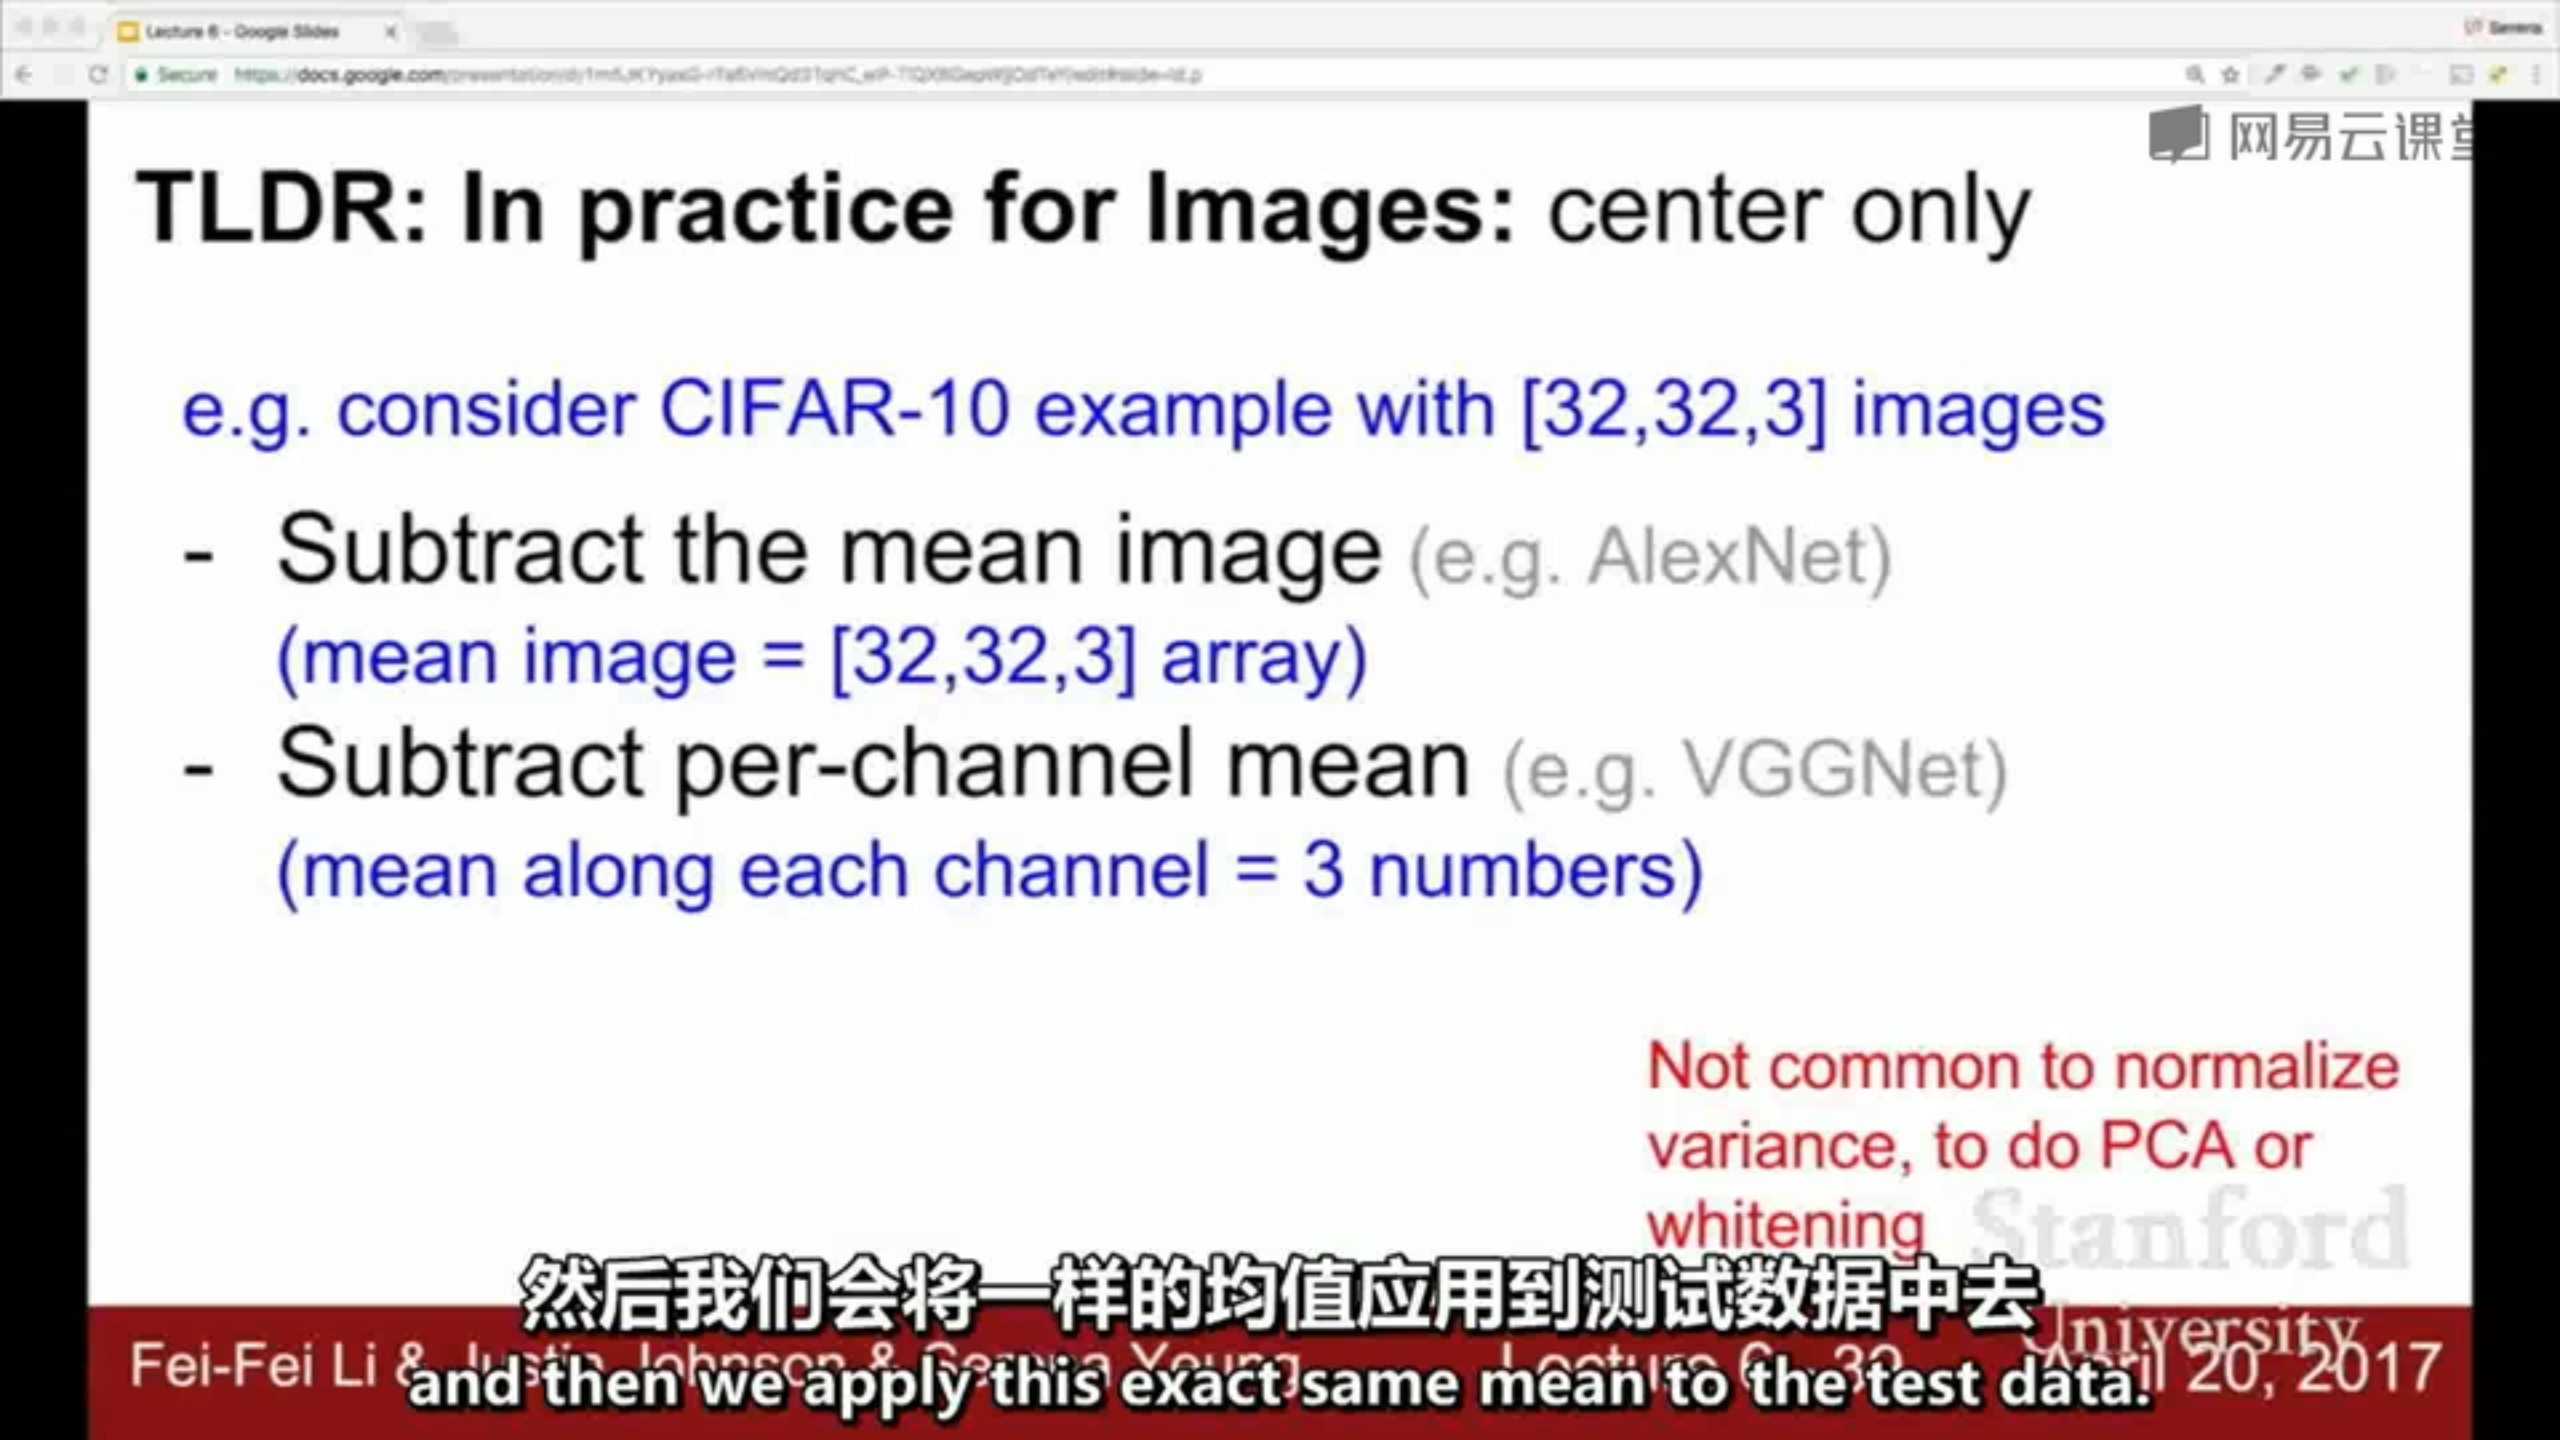 Lecture 6 - Google Slides
Serena
Secure https://docs.google.com
网易云课堂
TLDR: In practice for Images: center only
e.g. consider CIFAR-10 example with [32,32,3] images
- Subtract the mean image (e.g. AlexNet)
(mean image = [32,32,3] array)
- Subtract per-channel mean (e.g. VGGNet)
(mean along each channel = 3 numbers)
Not common to normalize
variance, to do PCA or
whitening
Stanford
University
然后我们会将一样的均值应用到测试数据中去
Fei-Fei Li & Justin Johnson & Serena Yeung Lecture 6 - April 20, 2017
and then we apply this exact same mean to the test data.